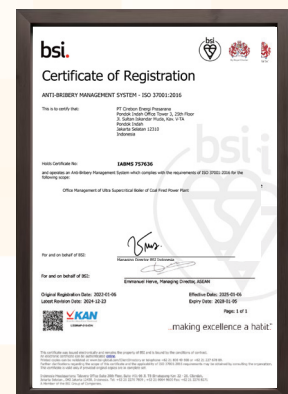 bsi.
bsi
Certificate of Registration
ANTI-BRIBERY MANAGEMENT SYSTEM - ISO 37001:2016
This is to certify that:
PT Cirebon Energi Prasarana
Pondok Indah Office Tower 3, 25th Floor
Jl. Sultan Iskandar Muda, Kav. V-TA
Pondok Indah
Jakarta Selatan 12310
Indonesia
Holds Certificate No:
IABMS 757636
and operates an Anti-Bribery Management System which complies with the requirements of ISO 37001:2016 for the
following scope:
Office Management of Ultra Supercritical Boiler of Coal Fired Power Plant
For and on behalf of BSI:
Managing Director BSI Indonesia
For and on behalf of BSI:
Emmanuel Herve, Managing Director, ASEAN
Original Registration Date: 2022-01-06
Effective Date: 2025-01-06
Latest Revision Date: 2024-12-23
Expiry Date: 2028-01-05
Page: 1 of 1
KAN
...making excellence a habit.